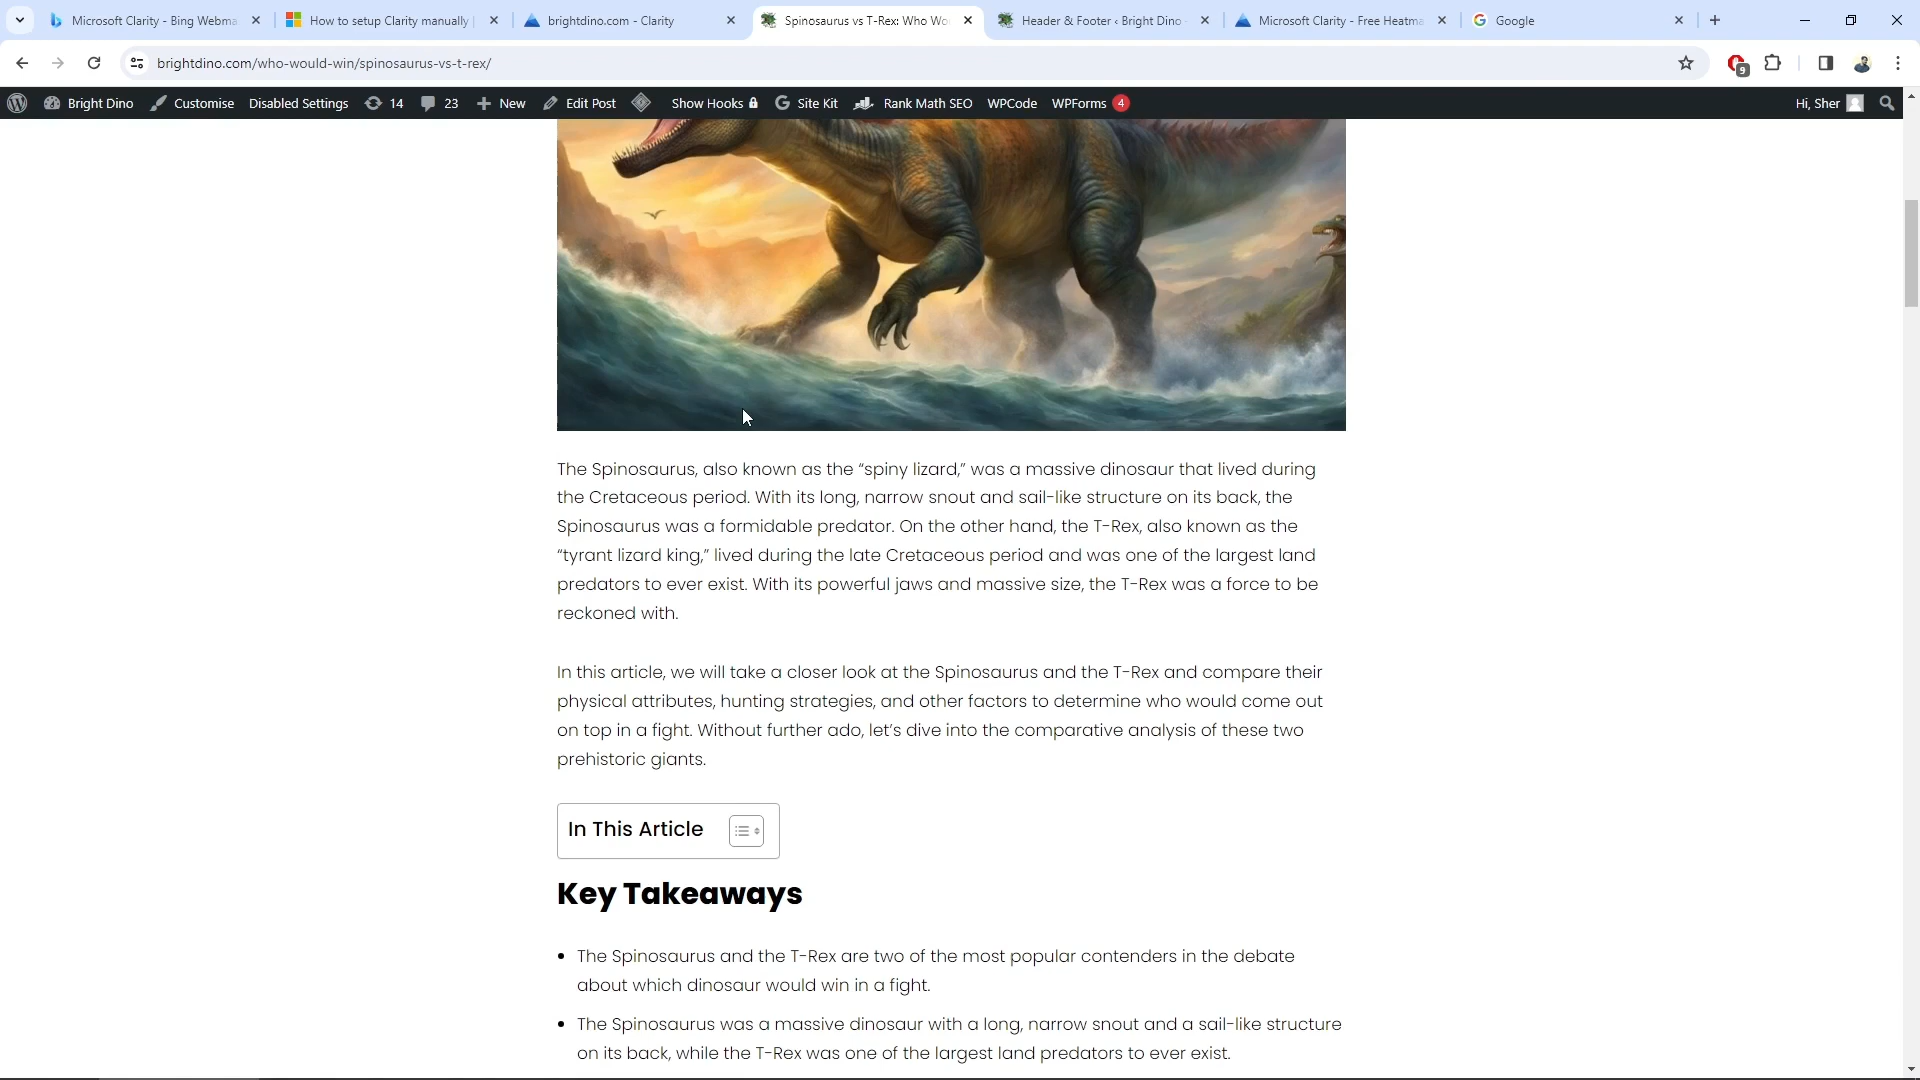 Microsoft Clarity - Bing Webma
How to setup Clarity manually
brightdino.com - Clarity
Spinosaurus vs T-Rex: Who Wo
Header & Footer ‹ Bright Dino
Microsoft Clarity - Free Heatma
Google
brightdino.com/who-would-win/spinosaurus-vs-t-rex/
9
Bright Dino
Customise
Disabled Settings
14
23
New
Edit Post
Show Hooks
Site Kit
Rank Math SEO
WPCode
WPForms 4
Hi, Sher
The Spinosaurus, also known as the “spiny lizard,” was a massive dinosaur that lived during
the Cretaceous period. With its long, narrow snout and sail-like structure on its back, the
Spinosaurus was a formidable predator. On the other hand, the T-Rex, also known as the
“tyrant lizard king,” lived during the late Cretaceous period and was one of the largest land
predators to ever exist. With its powerful jaws and massive size, the T-Rex was a force to be
reckoned with.
In this article, we will take a closer look at the Spinosaurus and the T-Rex and compare their
physical attributes, hunting strategies, and other factors to determine who would come out
on top in a fight. Without further ado, let’s dive into the comparative analysis of these two
prehistoric giants.
In This Article
Key Takeaways
• The Spinosaurus and the T-Rex are two of the most popular contenders in the debate
about which dinosaur would win in a fight.
• The Spinosaurus was a massive dinosaur with a long, narrow snout and a sail-like structure
on its back, while the T-Rex was one of the largest land predators to ever exist.